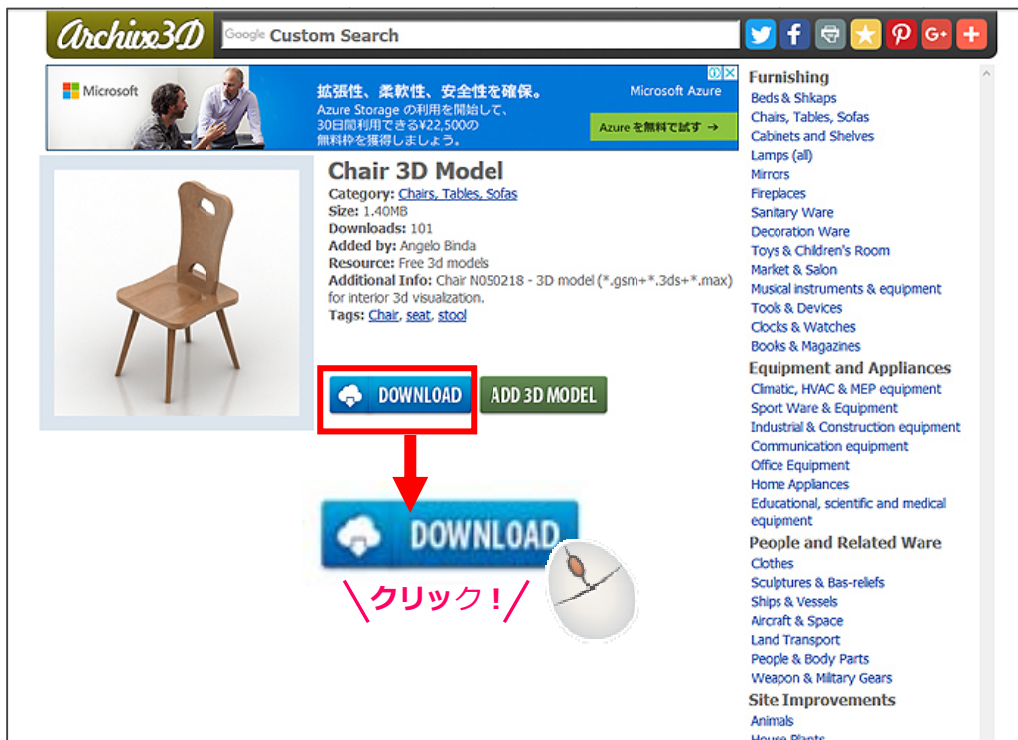 Archive3D
Google Custom Search
Microsoft
拡張性、柔軟性、安全性を確保。
Azure Storage の利用を開始して、
30日間利用できる¥22,500の
無料枠を獲得しましょう。
Microsoft Azure
Azure を無料で試す →
Chair 3D Model
Category: Chairs, Tables, Sofas
Size: 1.40MB
Downloads: 101
Added by: Angelo Binda
Resource: Free 3d models
Additional Info: Chair N050218 - 3D model (*.gsm+*.3ds+*.max)
for interior 3d visualization.
Tags: Chair, seat, stool
DOWNLOAD
ADD 3D MODEL
DOWNLOAD
\クリック！/
Furnishing
Beds & Shkaps
Chairs, Tables, Sofas
Cabinets and Shelves
Lamps (all)
Mirrors
Fireplaces
Sanitary Ware
Decoration Ware
Toys & Children's Room
Market & Salon
Musical instruments & equipment
Tools & Devices
Clocks & Watches
Books & Magazines
Equipment and Appliances
Climatic, HVAC & MEP equipment
Sport Ware & Equipment
Industrial & Construction equipment
Communication equipment
Office Equipment
Home Appliances
Educational, scientific and medical
equipment
People and Related Ware
Clothes
Sculptures & Bas-reliefs
Ships & Vessels
Aircraft & Space
Land Transport
People & Body Parts
Weapon & Military Gears
Site Improvements
Animals
House Plants